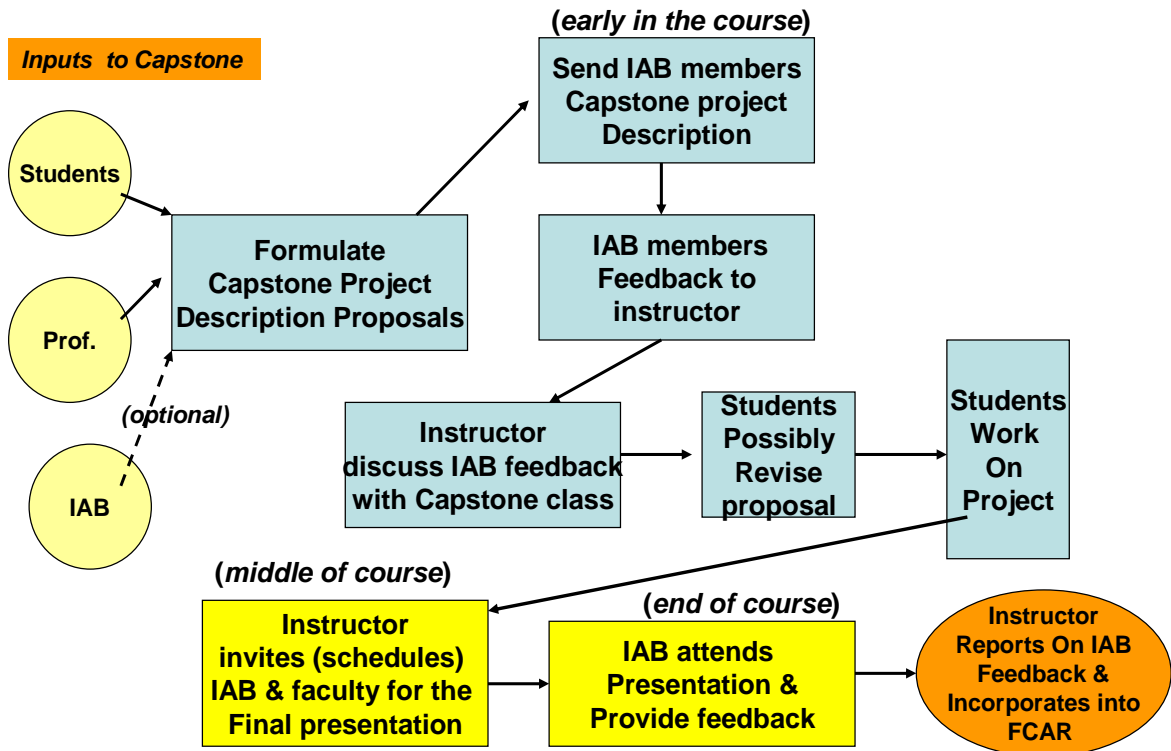 (early in the course)
Inputs to Capstone
Send IAB members
Capstone project
Description
Students
Formulate
Capstone Project
Description Proposals
IAB members
Feedback to
instructor
Prof.
(optional)
IAB
Instructor
discuss IAB feedback
with Capstone class
Students
Possibly
Revise
proposal
Students
Work
On
Project
(middle of course)
Instructor
invites (schedules)
IAB & faculty for the
Final presentation
(end of course)
IAB attends
Presentation &
Provide feedback
Instructor
Reports On IAB
Feedback &
Incorporates into
FCAR